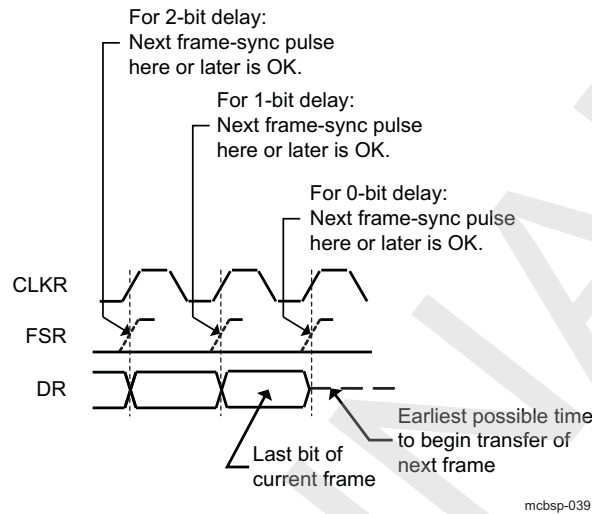 For 2-bit delay:
Next frame-sync pulse
here or later is OK.
For 1-bit delay:
Next frame-sync pulse
here or later is OK.
For 0-bit delay:
Next frame-sync pulse
here or later is OK.
CLKR
FSR
DR
Earliest possible time
to begin transfer of
next frame
Last bit of
current frame
mcbsp-039